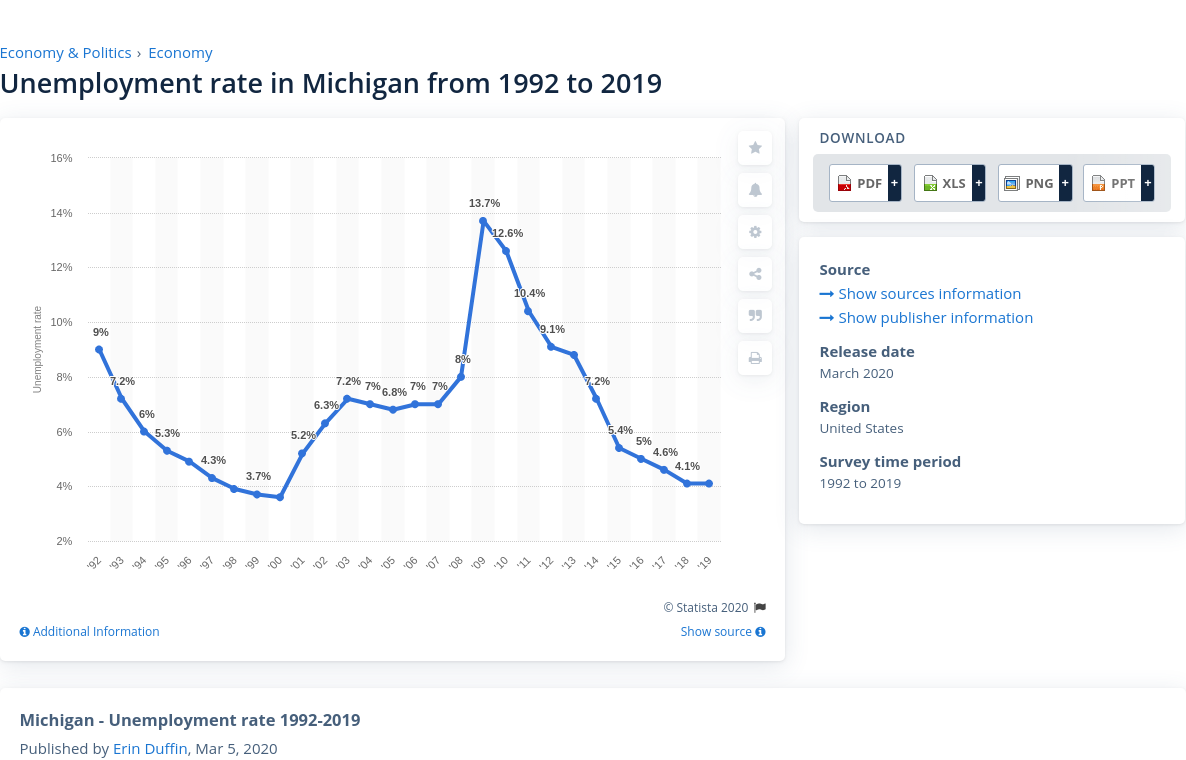 Economy & Politics › Economy
Unemployment rate in Michigan from 1992 to 2019
16%
14%
12%
10%
8%
6%
4%
2%
Unemployment rate
9%
7.2%
6%
5.3%
4.3%
3.7%
5.2%
6.3%
7.2%
7%
6.8%
7%
7%
8%
13.7%
12.6%
10.4%
9.1%
7.2%
5.4%
5%
4.6%
4.1%
'92 '93 '94 '95 '96 '97 '98 '99 '00 '01 '02 '03 '04 '05 '06 '07 '08 '09 '10 '11 '12 '13 '14 '15 '16 '17 '18 '19
© Statista 2020
Additional Information
Show source
DOWNLOAD
PDF + XLS + PNG + PPT +
Source
Show sources information
Show publisher information
Release date
March 2020
Region
United States
Survey time period
1992 to 2019
Michigan - Unemployment rate 1992-2019
Published by Erin Duffin, Mar 5, 2020